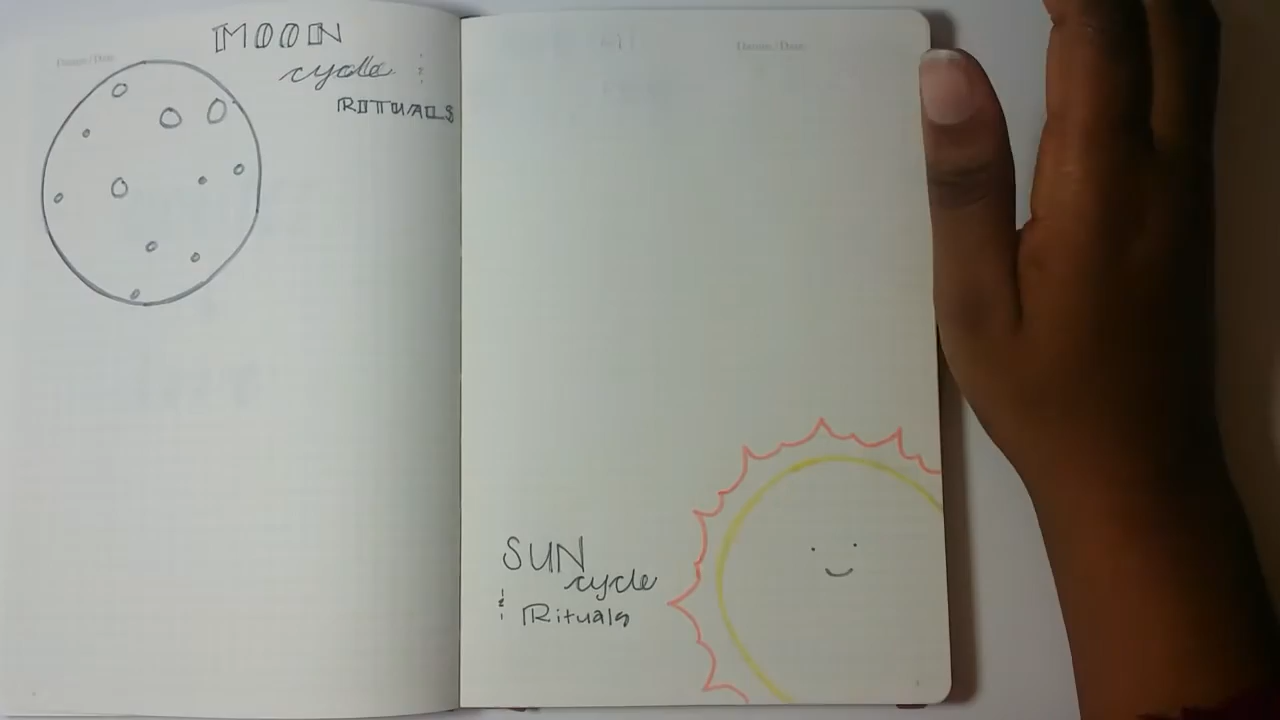 MOON
cycle &
RITUALS
Datum / Date
Datum / Date
SUN
cycle
& Rituals